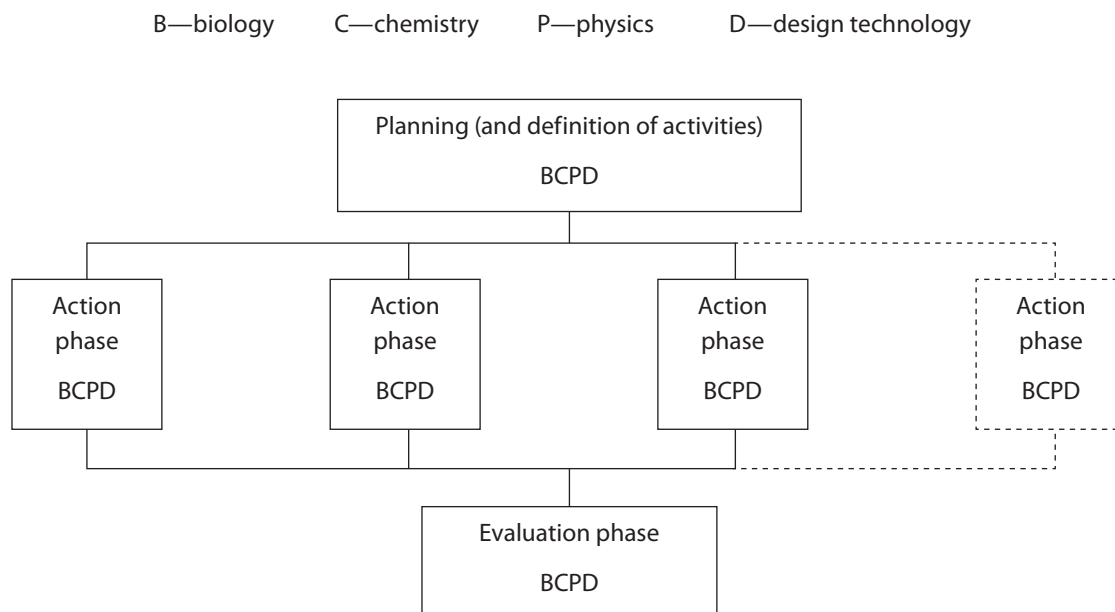 B—biology C—chemistry P—physics D—design technology
Planning (and definition of activities)
BCPD
Action
phase
BCPD
Action
phase
BCPD
Action
phase
BCPD
Action
phase
BCPD
Evaluation phase
BCPD